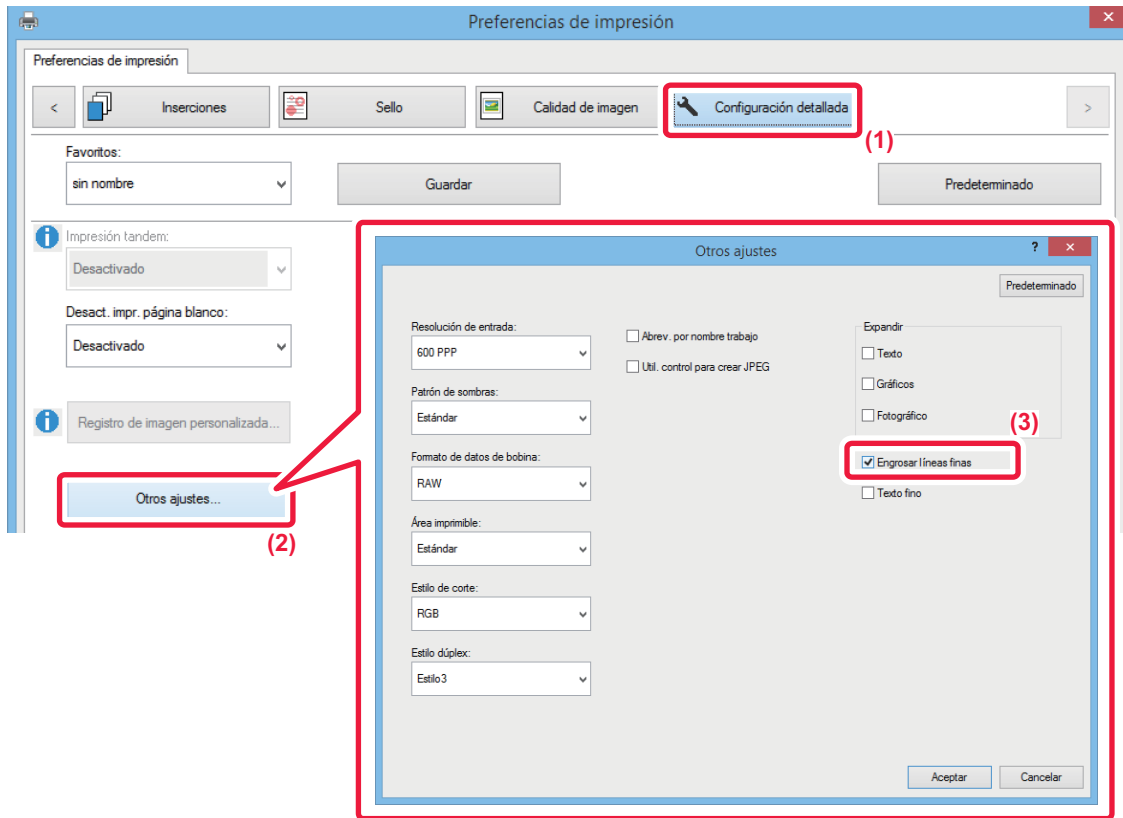 Preferencias de impresión
Preferencias de impresión
<
Inserciones
Sello
Calidad de imagen
Configuración detallada
>
(1)
Favoritos:
sin nombre
Guardar
Predeterminado
Impresión tandem:
Desactivado
Desact. impr. página blanco:
Desactivado
Registro de imagen personalizada...
Otros ajustes...
(2)
Otros ajustes
?
Predeterminado
Resolución de entrada:
600 PPP
Patrón de sombras:
Estándar
Formato de datos de bobina:
RAW
Área imprimible:
Estándar
Estilo de corte:
RGB
Estilo dúplex:
Estilo3
Abrev. por nombre trabajo
Util. control para crear JPEG
Expandir
Texto
Gráficos
Fotográfico
(3)
Engrosar líneas finas
Texto fino
Aceptar
Cancelar